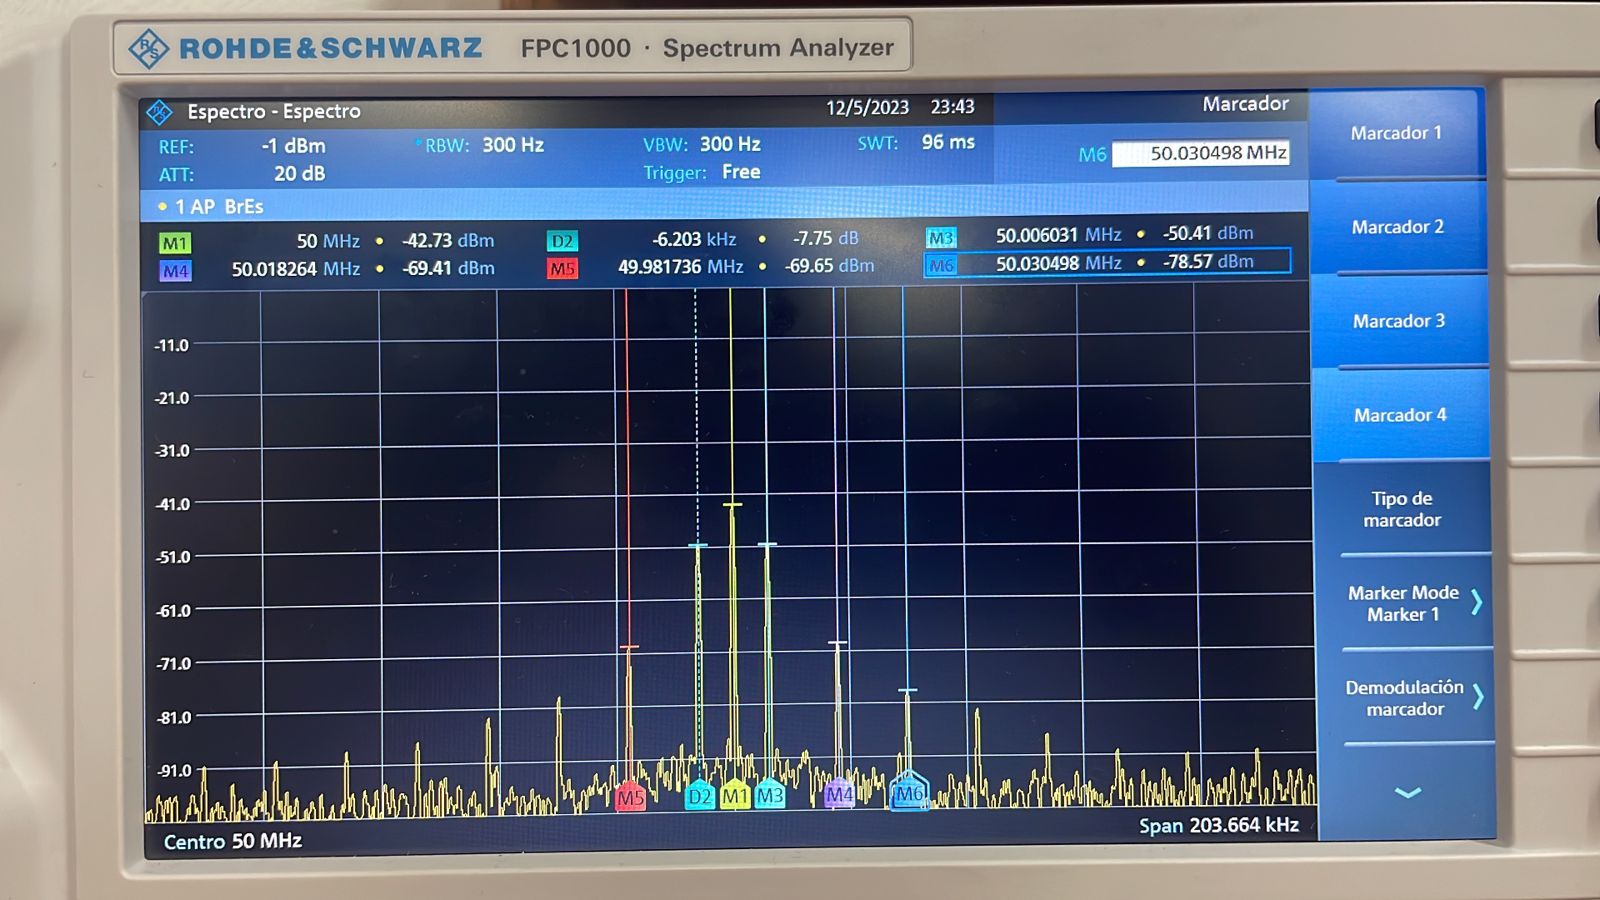 ROHDE&SCHWARZ FPC1000 · Spectrum Analyzer
Espectro - Espectro 12/5/2023 23:43 Marcador
REF: -1 dBm RBW: 300 Hz VBW: 300 Hz SWT: 96 ms M6 50.030498 MHz
ATT: 20 dB Trigger: Free
1 AP BrEs
M1 50 MHz • -42.73 dBm D2 -6.203 kHz • -7.75 dB M3 50.006031 MHz • -50.41 dBm
M4 50.018264 MHz • -69.41 dBm M5 49.981736 MHz • -69.65 dBm M6 50.030498 MHz • -78.57 dBm
-11.0
-21.0
-31.0
-41.0
-51.0
-61.0
-71.0
-81.0
-91.0
M5 D2 M1 M3 M4 M6
Centro 50 MHz Span 203.664 kHz
Marcador 1
Marcador 2
Marcador 3
Marcador 4
Tipo de
marcador
Marker Mode
Marker 1
Demodulación
marcador